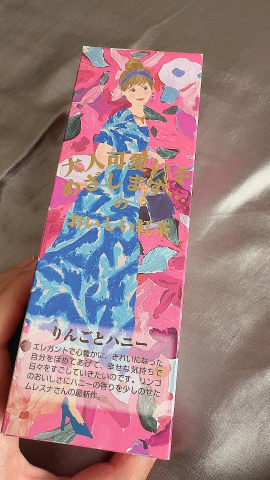 大人可愛い女
めざしません?
の
おいしい紅茶
りんごとハニー
エレガントで心豊かに、きれいになった
自分をほめてあげて、幸せな気持ちで
日々をすごしていきたいのです。リンゴ
のおいしさにハニーの香りを少しのせた
ムレスナさんの最新作。